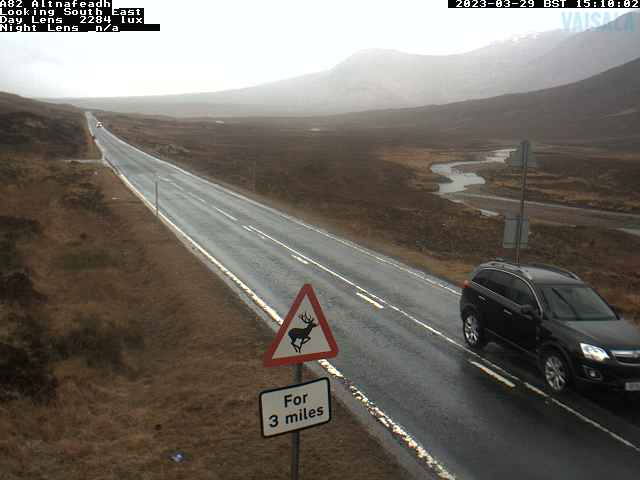 A82 Altnafeadh
Looking South East
Day Lens 2284 lux
Night Lens n/a
2023-03-29 BST 15:10:02
VAISALA
For
3 miles